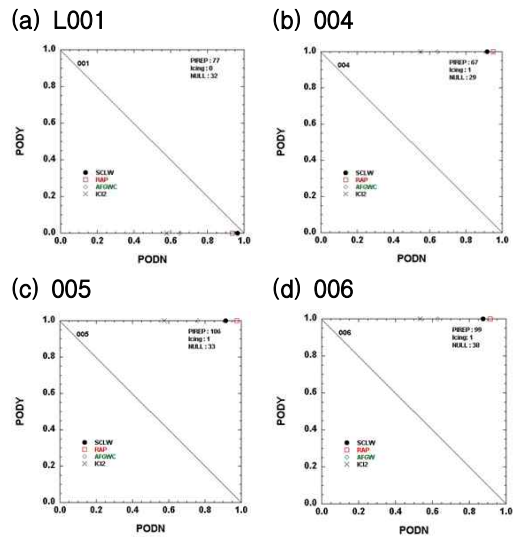 (a) L001
(b) 004
1.0
0.8
0.6
0.4
0.2
0.0
PODY
001
PIREP : 77
Icing : 0
NULL : 32
SCLW
RAP
AFGWC
ICI2
0.0 0.2 0.4 0.6 0.8 1.0
PODN
1.0
0.8
0.6
0.4
0.2
0.0
PODY
004
PIREP : 67
Icing : 1
NULL : 29
SCLW
RAP
AFGWC
ICI2
0.0 0.2 0.4 0.6 0.8 1.0
PODN
(c) 005
(d) 006
1.0
0.8
0.6
0.4
0.2
0.0
PODY
005
PIREP : 106
Icing : 1
NULL : 33
SCLW
RAP
AFGWC
ICI2
0.0 0.2 0.4 0.6 0.8 1.0
PODN
1.0
0.8
0.6
0.4
0.2
0.0
PODY
006
PIREP : 99
Icing : 1
NULL : 38
SCLW
RAP
AFGW
ICI2
0.0 0.2 0.4 0.6 0.8 1.0
PODN